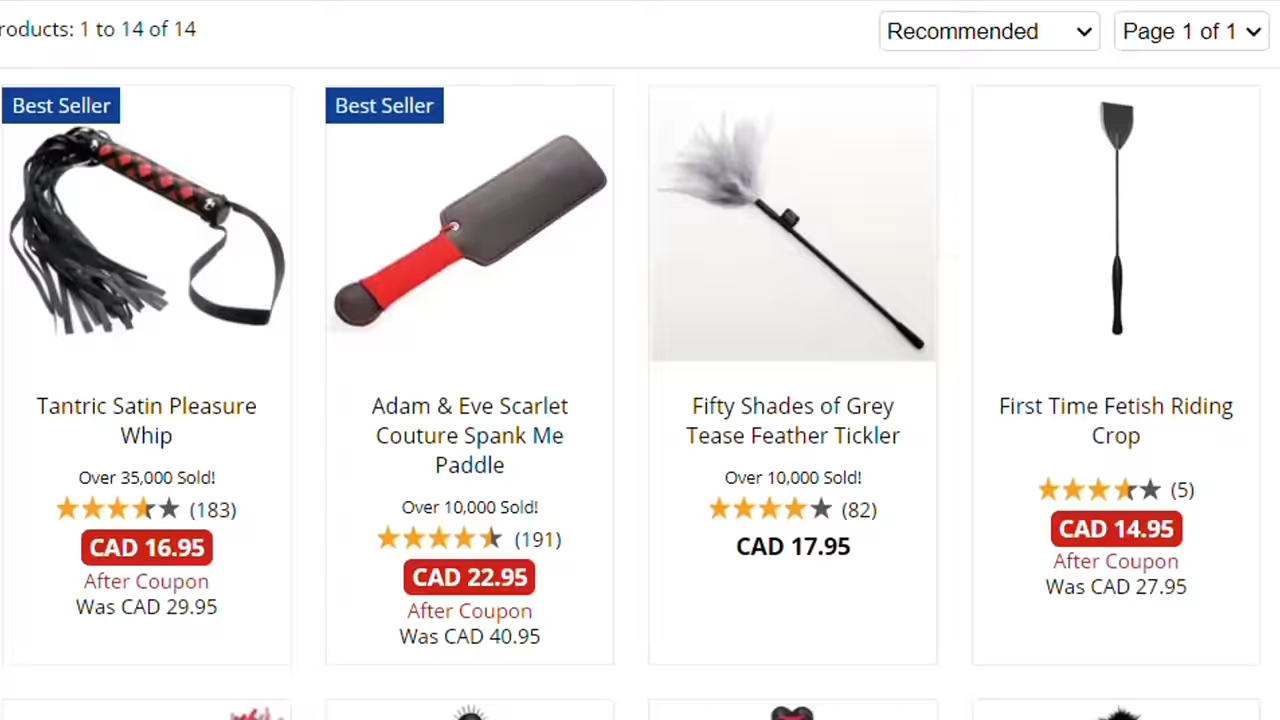 roducts: 1 to 14 of 14
Recommended
Page 1 of 1
Best Seller
Tantric Satin Pleasure
Whip
Over 35,000 Sold!
(183)
CAD 16.95
After Coupon
Was CAD 29.95
Best Seller
Adam & Eve Scarlet
Couture Spank Me
Paddle
Over 10,000 Sold!
(191)
CAD 22.95
After Coupon
Was CAD 40.95
Fifty Shades of Grey
Tease Feather Tickler
Over 10,000 Sold!
(82)
CAD 17.95
First Time Fetish Riding
Crop
(5)
CAD 14.95
After Coupon
Was CAD 27.95